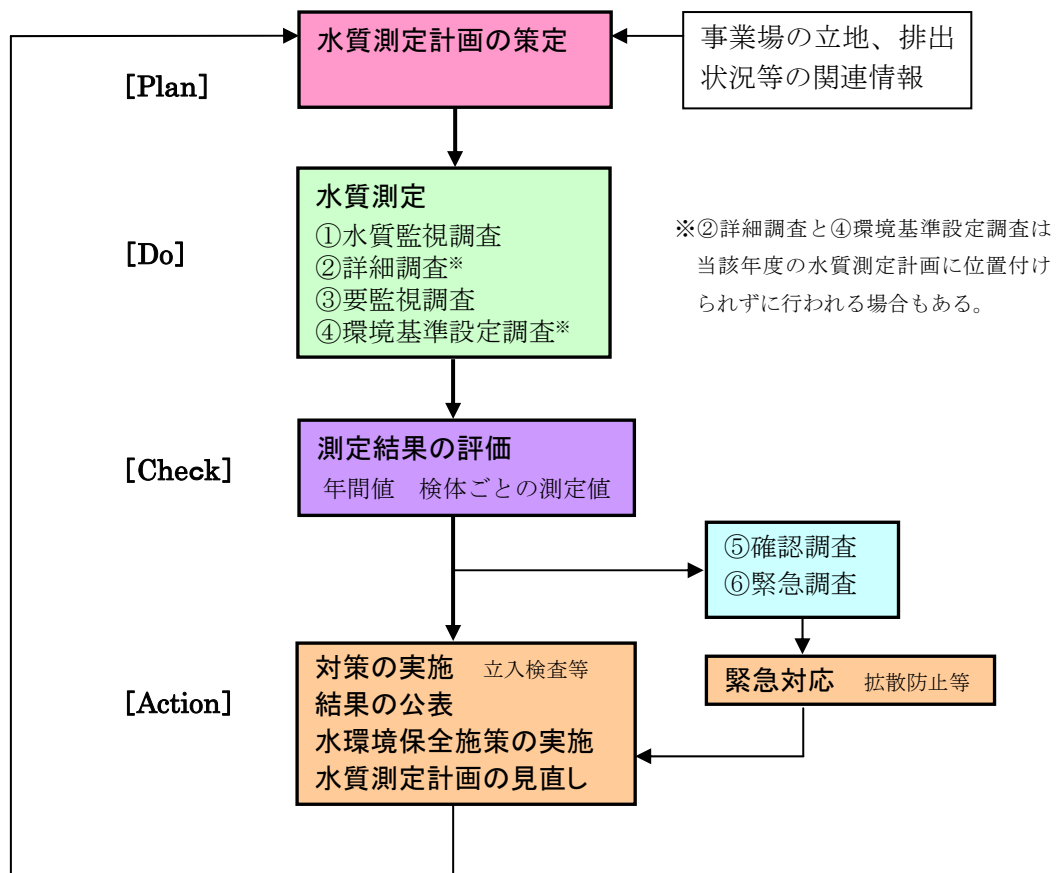 水質測定計画の策定
事業場の立地、排出
状況等の関連情報
[Plan]
水質測定
①水質監視調査
②詳細調査※
③要監視調査
④環境基準設定調査※
[Do]
※②詳細調査と④環境基準設定調査は
当該年度の水質測定計画に位置付け
られずに行われる場合もある。
測定結果の評価
年間値　検体ごとの測定値
[Check]
⑤確認調査
⑥緊急調査
対策の実施　立入検査等
結果の公表
水環境保全施策の実施
水質測定計画の見直し
[Action]
緊急対応　拡散防止等